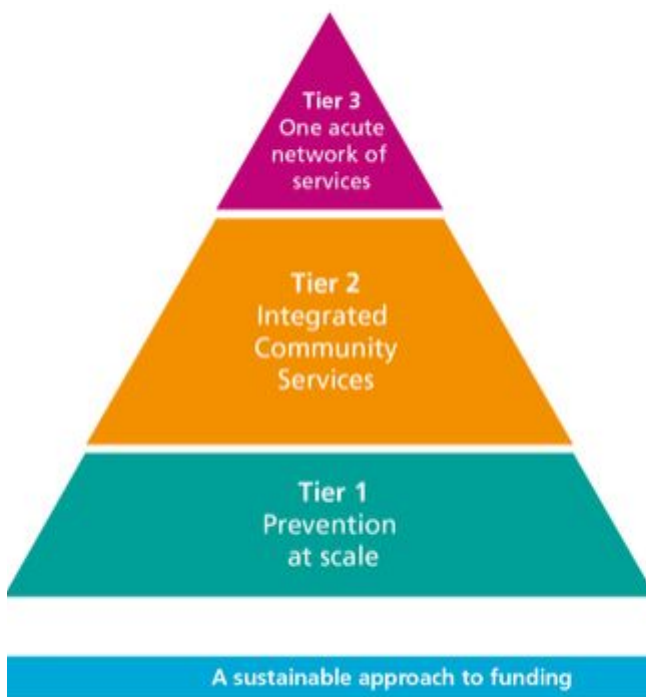 Tier 3
One acute
network of
services
Tier 2
Integrated
Community
Services
Tier 1
Prevention
at scale
A sustainable approach to funding